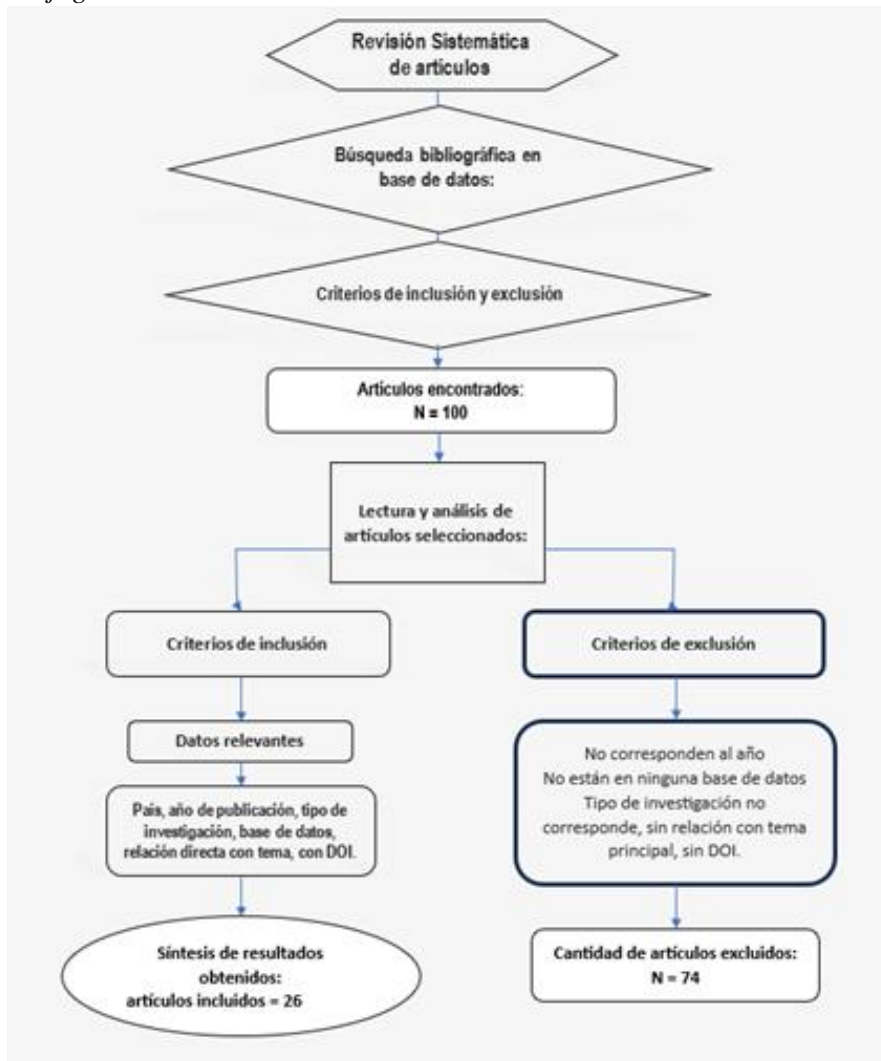 Revisión Sistemática
de artículos
Búsqueda bibliográfica en
base de datos:
Criterios de inclusión y exclusión
Artículos encontrados:
N = 100
Lectura y análisis de
artículos seleccionados:
Criterios de inclusión
Criterios de exclusión
Datos relevantes
País, año de publicación, tipo de
investigación, base de datos,
relación directa con tema, con DOI.
No corresponden al año
No están en ninguna base de datos
Tipo de investigación no
corresponde, sin relación con tema
principal, sin DOI.
Síntesis de resultados
obtenidos:
artículos incluidos = 26
Cantidad de artículos excluidos:
N = 74